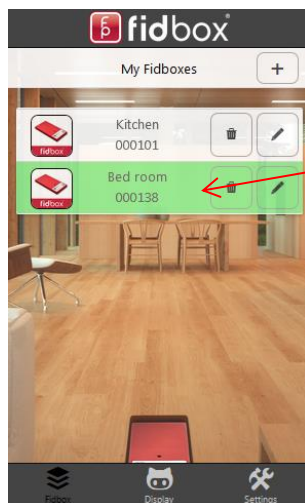 fidbox
My Fidboxes
+
Kitchen
000101
fidbox
Bed room
000138
fidbox
Fidbox
Display
Settings